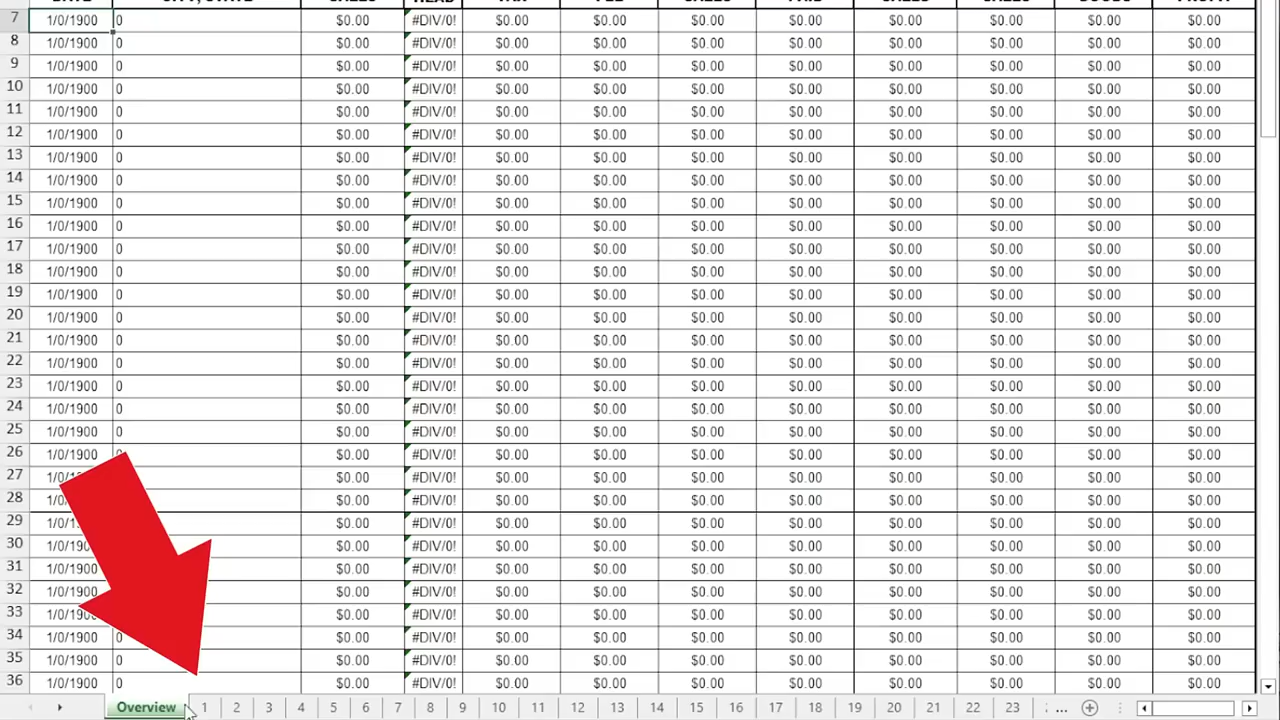 7 1/0/1900 0 $0.00 #DIV/0! $0.00 $0.00 $0.00 $0.00 $0.00 $0.00 $0.00 $0.00
8 1/0/1900 0 $0.00 #DIV/0! $0.00 $0.00 $0.00 $0.00 $0.00 $0.00 $0.00 $0.00
9 1/0/1900 0 $0.00 #DIV/0! $0.00 $0.00 $0.00 $0.00 $0.00 $0.00 $0.00 $0.00
10 1/0/1900 0 $0.00 #DIV/0! $0.00 $0.00 $0.00 $0.00 $0.00 $0.00 $0.00 $0.00
11 1/0/1900 0 $0.00 #DIV/0! $0.00 $0.00 $0.00 $0.00 $0.00 $0.00 $0.00 $0.00
12 1/0/1900 0 $0.00 #DIV/0! $0.00 $0.00 $0.00 $0.00 $0.00 $0.00 $0.00 $0.00
13 1/0/1900 0 $0.00 #DIV/0! $0.00 $0.00 $0.00 $0.00 $0.00 $0.00 $0.00 $0.00
14 1/0/1900 0 $0.00 #DIV/0! $0.00 $0.00 $0.00 $0.00 $0.00 $0.00 $0.00 $0.00
15 1/0/1900 0 $0.00 #DIV/0! $0.00 $0.00 $0.00 $0.00 $0.00 $0.00 $0.00 $0.00
16 1/0/1900 0 $0.00 #DIV/0! $0.00 $0.00 $0.00 $0.00 $0.00 $0.00 $0.00 $0.00
17 1/0/1900 0 $0.00 #DIV/0! $0.00 $0.00 $0.00 $0.00 $0.00 $0.00 $0.00 $0.00
18 1/0/1900 0 $0.00 #DIV/0! $0.00 $0.00 $0.00 $0.00 $0.00 $0.00 $0.00 $0.00
19 1/0/1900 0 $0.00 #DIV/0! $0.00 $0.00 $0.00 $0.00 $0.00 $0.00 $0.00 $0.00
20 1/0/1900 0 $0.00 #DIV/0! $0.00 $0.00 $0.00 $0.00 $0.00 $0.00 $0.00 $0.00
21 1/0/1900 0 $0.00 #DIV/0! $0.00 $0.00 $0.00 $0.00 $0.00 $0.00 $0.00 $0.00
22 1/0/1900 0 $0.00 #DIV/0! $0.00 $0.00 $0.00 $0.00 $0.00 $0.00 $0.00 $0.00
23 1/0/1900 0 $0.00 #DIV/0! $0.00 $0.00 $0.00 $0.00 $0.00 $0.00 $0.00 $0.00
24 1/0/1900 0 $0.00 #DIV/0! $0.00 $0.00 $0.00 $0.00 $0.00 $0.00 $0.00 $0.00
25 1/0/1900 0 $0.00 #DIV/0! $0.00 $0.00 $0.00 $0.00 $0.00 $0.00 $0.00 $0.00
26 1/0/1900 $0.00 #DIV/0! $0.00 $0.00 $0.00 $0.00 $0.00 $0.00 $0.00 $0.00
27 $0.00 #DIV/0! $0.00 $0.00 $0.00 $0.00 $0.00 $0.00 $0.00 $0.00
28 $0.00 #DIV/0! $0.00 $0.00 $0.00 $0.00 $0.00 $0.00 $0.00 $0.00
29 $0.00 #DIV/0! $0.00 $0.00 $0.00 $0.00 $0.00 $0.00 $0.00 $0.00
30 $0.00 #DIV/0! $0.00 $0.00 $0.00 $0.00 $0.00 $0.00 $0.00 $0.00
31 $0.00 #DIV/0! $0.00 $0.00 $0.00 $0.00 $0.00 $0.00 $0.00 $0.00
32 $0.00 #DIV/0! $0.00 $0.00 $0.00 $0.00 $0.00 $0.00 $0.00 $0.00
33 $0.00 #DIV/0! $0.00 $0.00 $0.00 $0.00 $0.00 $0.00 $0.00 $0.00
34 1/0/1900 0 $0.00 #DIV/0! $0.00 $0.00 $0.00 $0.00 $0.00 $0.00 $0.00 $0.00
35 1/0/1900 0 $0.00 #DIV/0! $0.00 $0.00 $0.00 $0.00 $0.00 $0.00 $0.00 $0.00
36 1/0/1900 0 $0.00 #DIV/0! $0.00 $0.00 $0.00 $0.00 $0.00 $0.00 $0.00 $0.00
Overview 1 2 3 4 5 6 7 8 9 10 11 12 13 14 15 16 17 18 19 20 21 22 23 ...